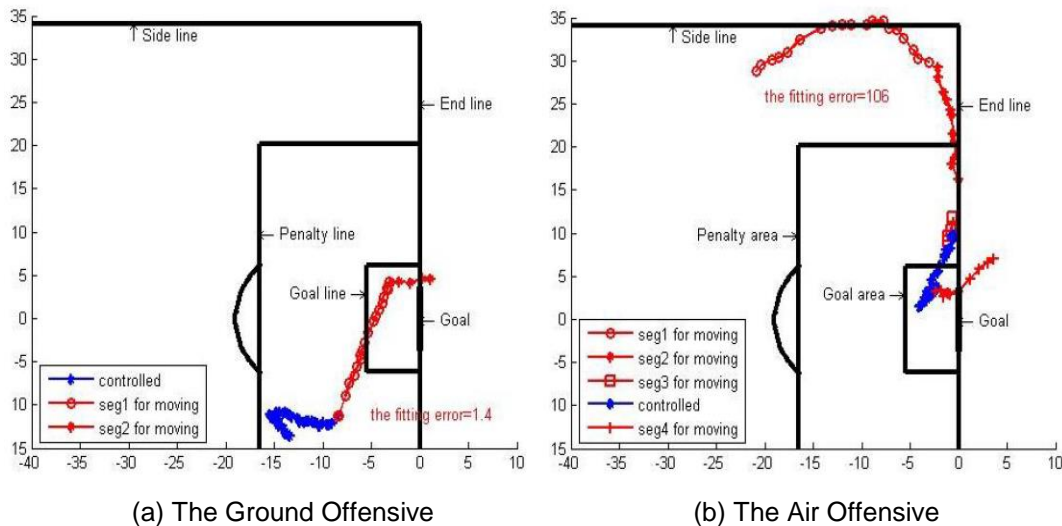 35
30
25
20
15
10
5
0
-5
10
15
-40 -35 -30 -25 -20 -15 -10 -5 0 5 10
↑ Side line
← End line
← Penalty line
Goal line →
← Goal
the fitting error=1.4
controlled
seg1 for moving
seg2 for moving
(a) The Ground Offensive
35
30
25
20
15
10
5
0
-5
10
15
-40 -35 -30 -25 -20 -15 -10 -5 0 5 10
↑ Side line
the fitting error=106
← End line
Penalty area →
Goal area →
← Goal
seg1 for moving
seg2 for moving
seg3 for moving
controlled
seg4 for moving
(b) The Air Offensive